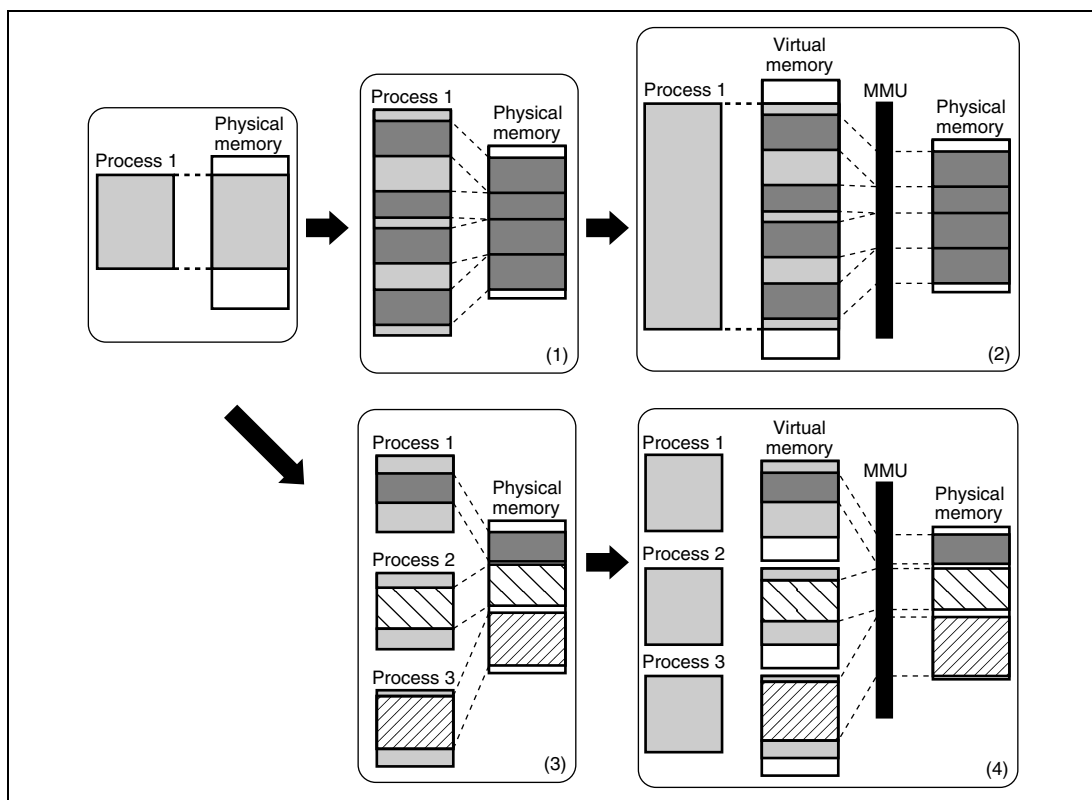 Process 1
Physical
memory
Process 1
Physical
memory
(1)
Process 1
Virtual
memory
MMU
Physical
memory
(2)
Process 1
Process 2
Process 3
Physical
memory
(3)
Process 1
Process 2
Process 3
Virtual
memory
MMU
Physical
memory
(4)